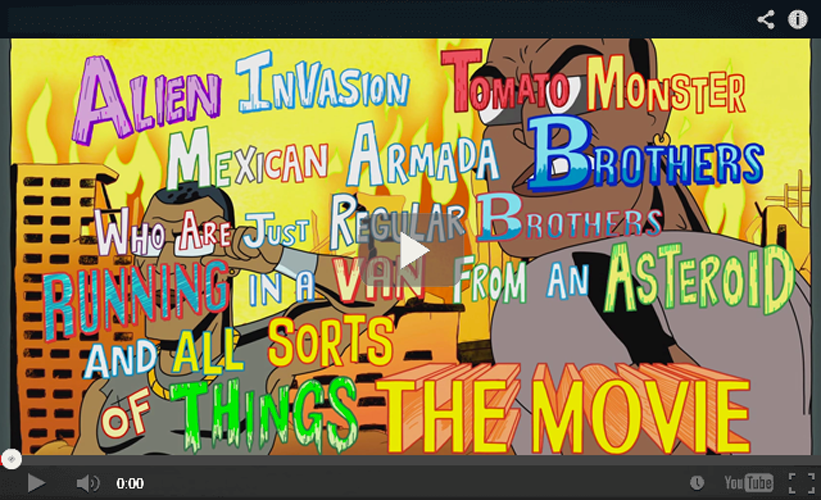 ALIEN INVASION TOMATO MONSTER
MEXICAN ARMADA BROTHERS
WHO ARE JUST REGULAR BROTHERS
RUNNING IN A VAN FROM AN ASTEROID
AND ALL SORTS
OF THINGS THE MOVIE
0:00
YouTube